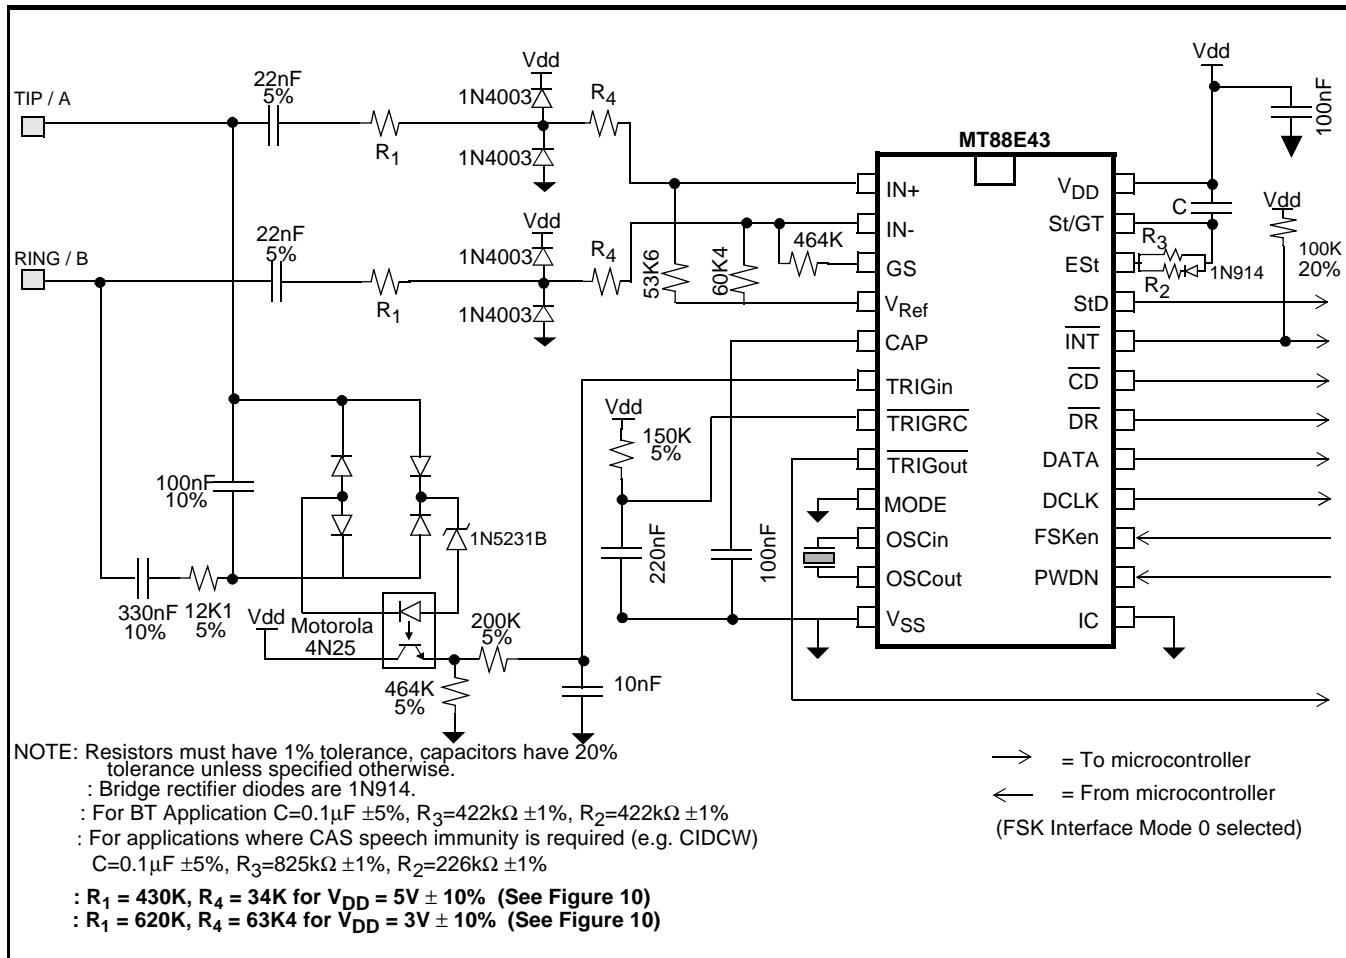 Vdd
Vdd
22nF
5%
TIP / A
1N4003
R4
100nF
R1
1N4003
MT88E43
IN+
VDD
Vdd
C
Vdd
22nF
5%
IN-
St/GT
464K
R3
100K
20%
RING / B
1N4003
R4
GS
ESt
1N914
R2
53K6
60K4
1N4003
R1
VRef
StD
CAP
INT
TRIGin
CD
Vdd
TRIGRC
DR
150K
5%
TRIGout
DATA
100nF
10%
MODE
DCLK
1N5231B
OSCin
FSKen
220nF
100nF
OSCout
PWDN
330nF
10%
12K1
5%
Vdd
Motorola
4N25
200K
5%
VSS
IC
464K
5%
10nF
NOTE: Resistors must have 1% tolerance, capacitors have 20%
tolerance unless specified otherwise.
: Bridge rectifier diodes are 1N914.
: For BT Application C=0.1μF ±5%, R3=422kΩ ±1%, R2=422kΩ ±1%
: For applications where CAS speech immunity is required (e.g. CIDCW)
C=0.1μF ±5%, R3=825kΩ ±1%, R2=226kΩ ±1%
: R1 = 430K, R4 = 34K for VDD = 5V ± 10% (See Figure 10)
: R1 = 620K, R4 = 63K4 for VDD = 3V ± 10% (See Figure 10)
= To microcontroller
= From microcontroller
(FSK Interface Mode 0 selected)